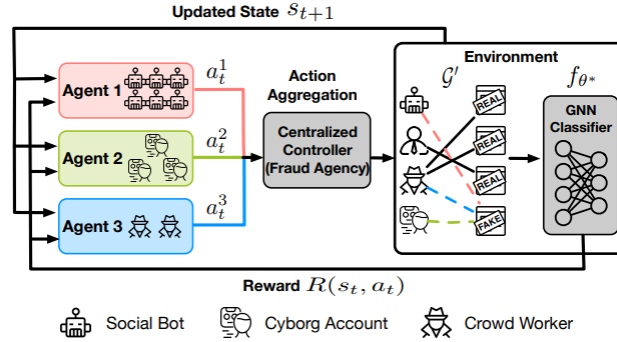 Updated State s_{t+1}
Environment
Agent 1
a_t^1
Action
Aggregation
G′
f_{θ*}
REAL
GNN
Classifier
Agent 2
a_t^2
Centralized
Controller
(Fraud Agency)
REAL
REAL
Agent 3
a_t^3
FAKE
Reward R(s_t, a_t)
Social Bot
Cyborg Account
Crowd Worker